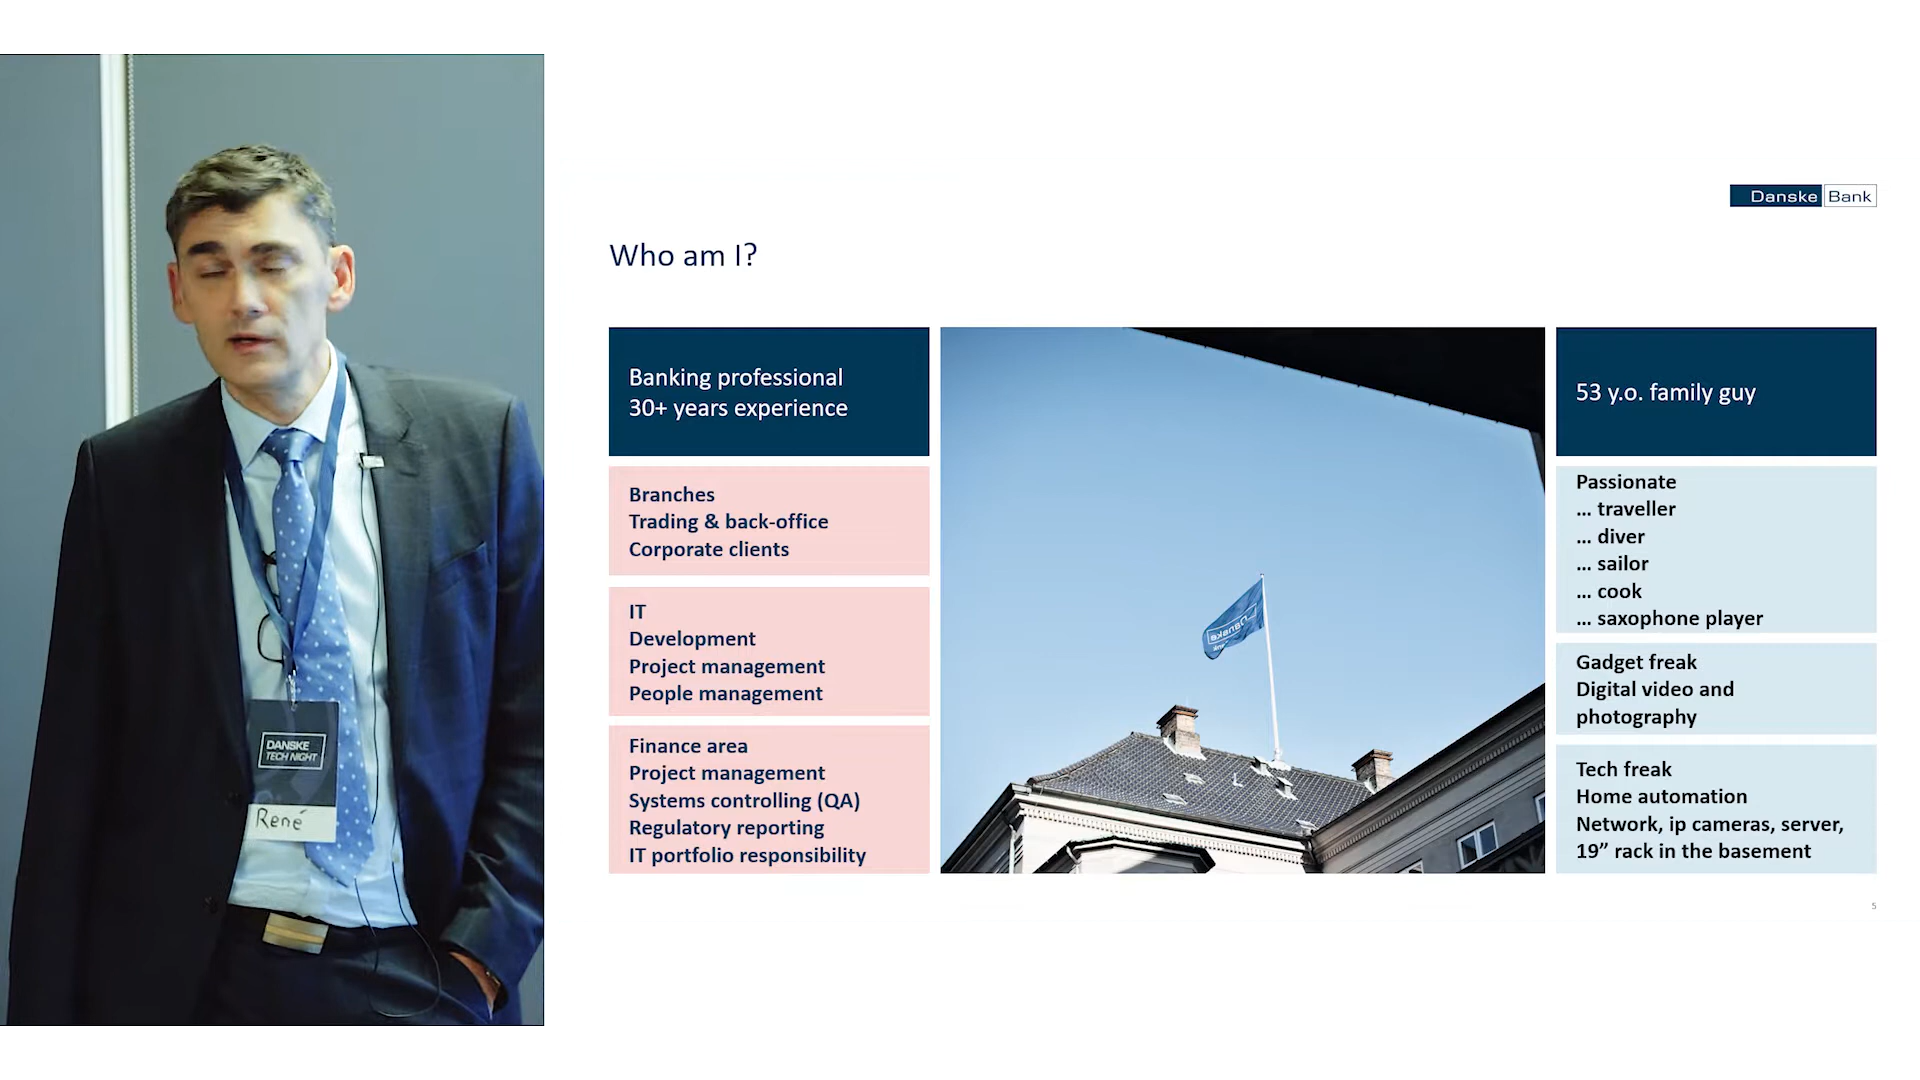 Danske Bank
Who am I?
Banking professional
30+ years experience
Branches
Trading & back-office
Corporate clients
IT
Development
Project management
People management
Finance area
Project management
Systems controlling (QA)
Regulatory reporting
IT portfolio responsibility
Danske
53 y.o. family guy
Passionate
... traveller
... diver
... sailor
... cook
... saxophone player
Gadget freak
Digital video and
photography
Tech freak
Home automation
Network, ip cameras, server,
19” rack in the basement
5
DANSKE
TECH NIGHT
René